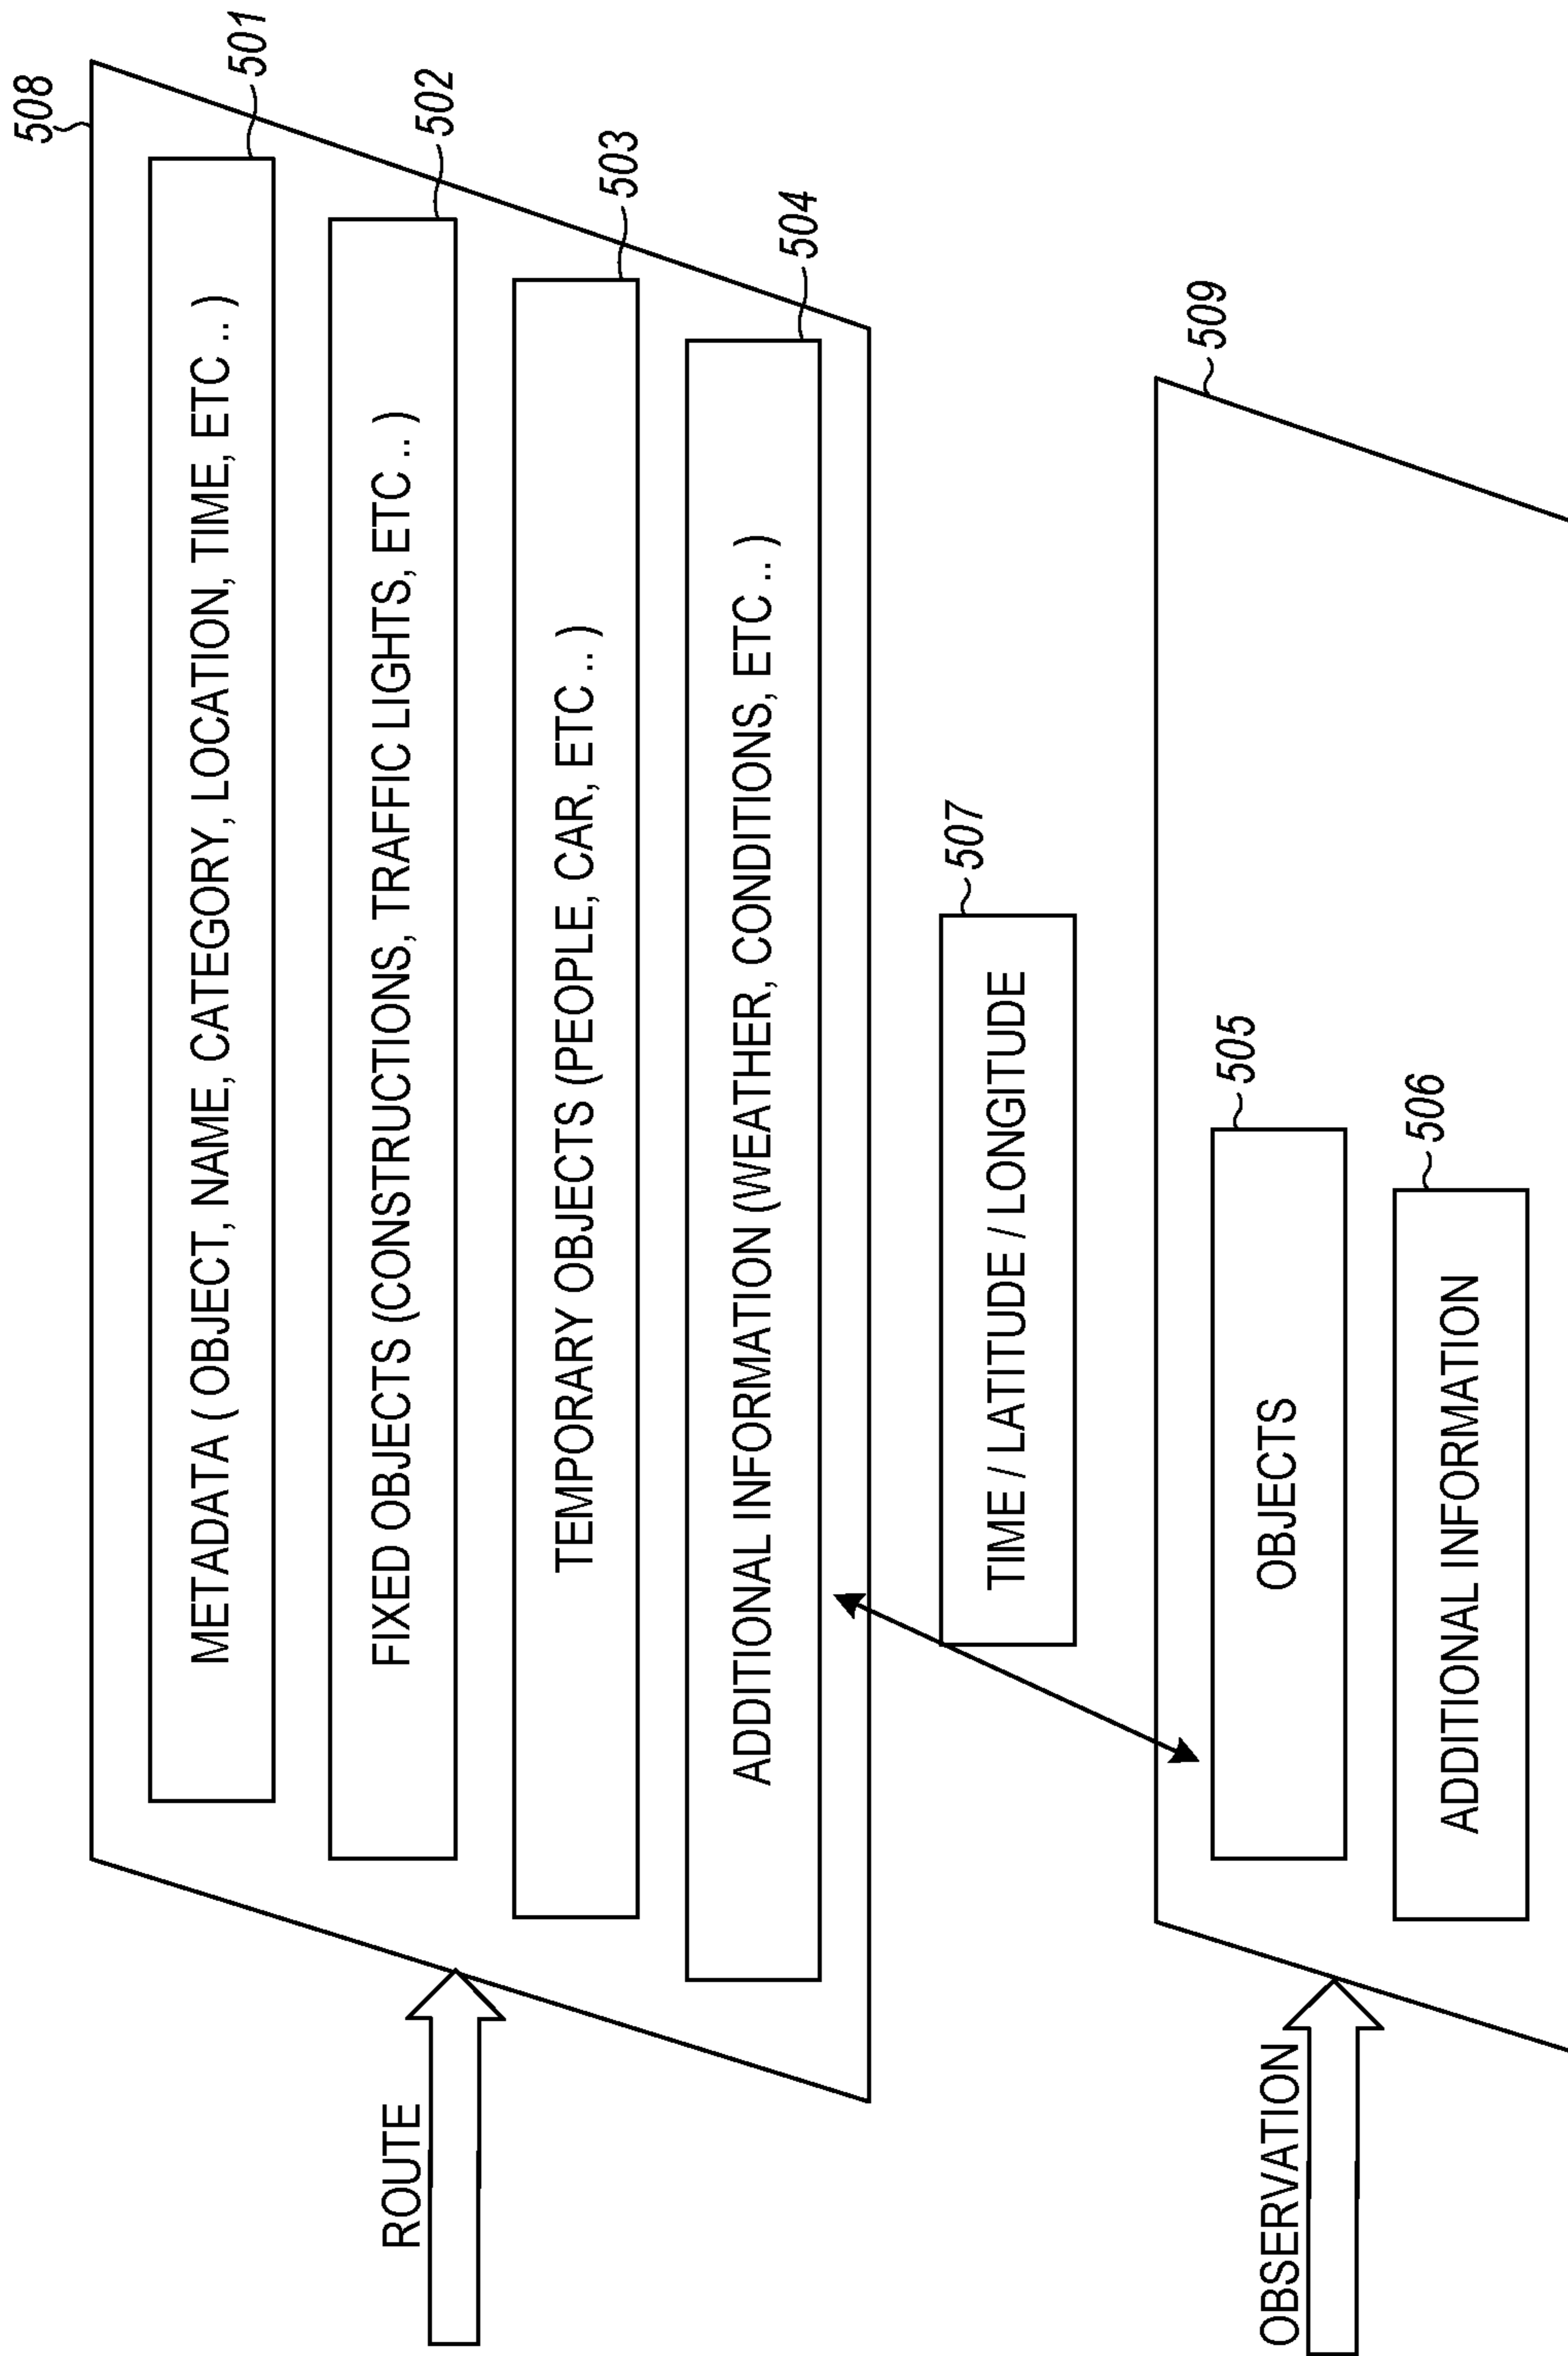 508
METADATA ( OBJECT, NAME, CATEGORY, LOCATION, TIME, ETC .. )
501
FIXED OBJECTS (CONSTRUCTIONS, TRAFFIC LIGHTS, ETC .. )
502
ROUTE
TEMPORARY OBJECTS (PEOPLE, CAR, ETC .. )
503
ADDITIONAL INFORMATION (WEATHER, CONDITIONS, ETC .. )
504
TIME / LATITUDE / LONGITUDE
507
509
OBJECTS
505
OBSERVATION
ADDITIONAL INFORMATION
506